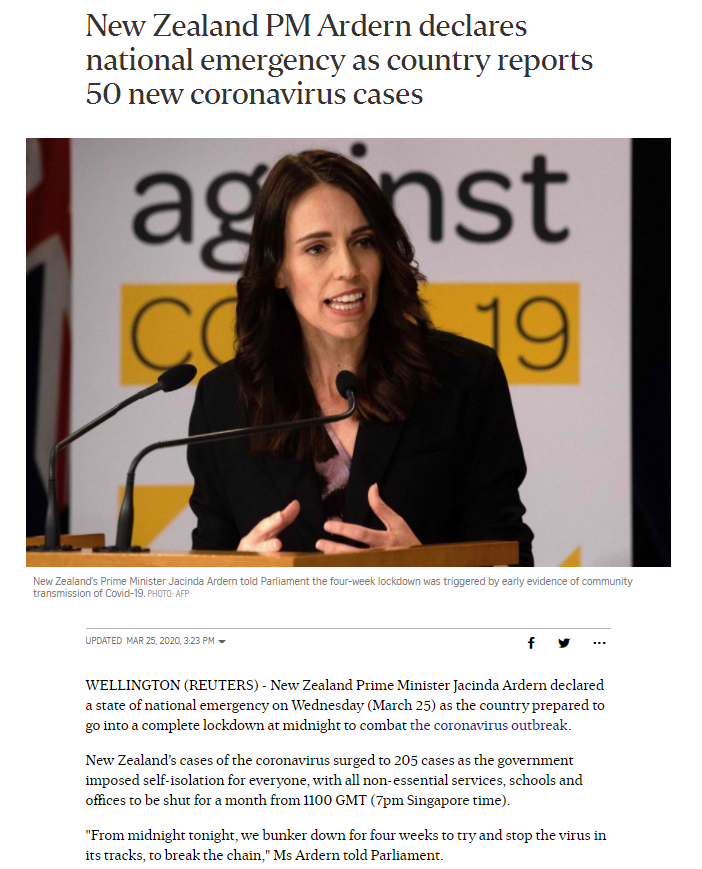 New Zealand PM Ardern declares
national emergency as country reports
50 new coronavirus cases
ag nst
CO 19
New Zealand's Prime Minister Jacinda Ardern told Parliament the four-week lockdown was triggered by early evidence of community
transmission of Covid-19. PHOTO: AFP
UPDATED MAR 25, 2020, 3:23 PM
WELLINGTON (REUTERS) - New Zealand Prime Minister Jacinda Ardern declared
a state of national emergency on Wednesday (March 25) as the country prepared to
go into a complete lockdown at midnight to combat the coronavirus outbreak.
New Zealand’s cases of the coronavirus surged to 205 cases as the government
imposed self-isolation for everyone, with all non-essential services, schools and
offices to be shut for a month from 1100 GMT (7pm Singapore time).
"From midnight tonight, we bunker down for four weeks to try and stop the virus in
its tracks, to break the chain," Ms Ardern told Parliament.